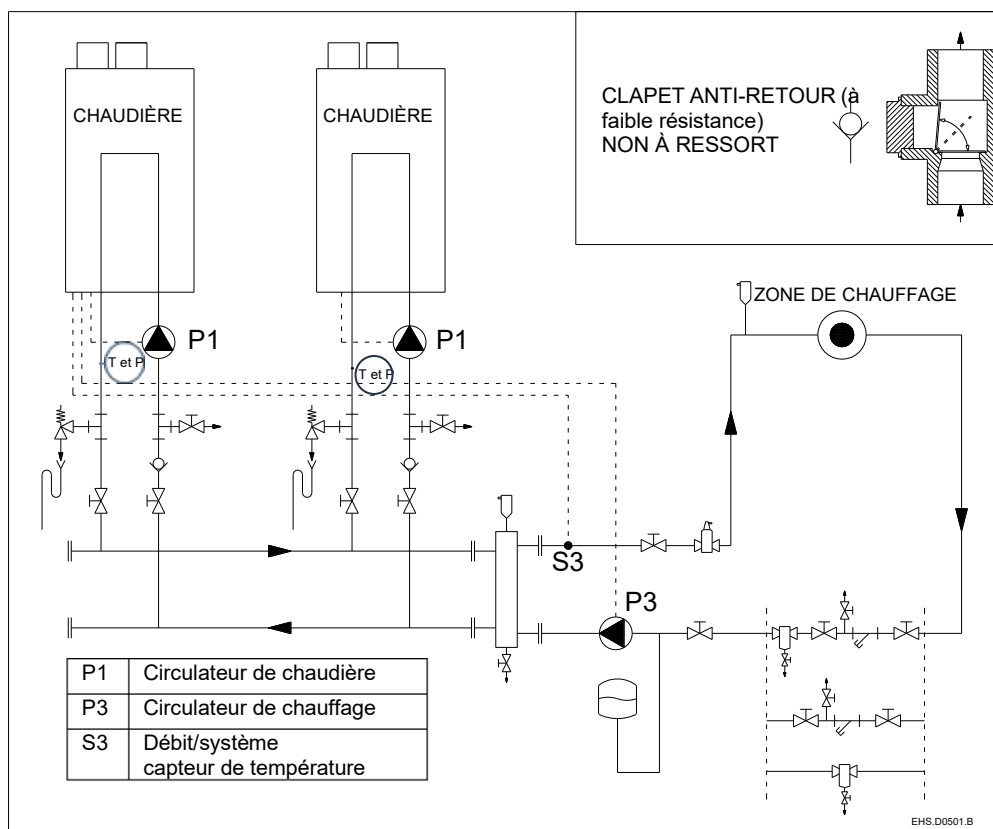 CHAUDIÈRE
CHAUDIÈRE
CLAPET ANTI-RETOUR (à
faible résistance)
NON À RESSORT
ZONE DE CHAUFFAGE
P1
P1
T et P
T et P
S3
P3
P1 Circulateur de chaudière
P3 Circulateur de chauffage
S3 Débit/système
capteur de température
EHS.D0501.B